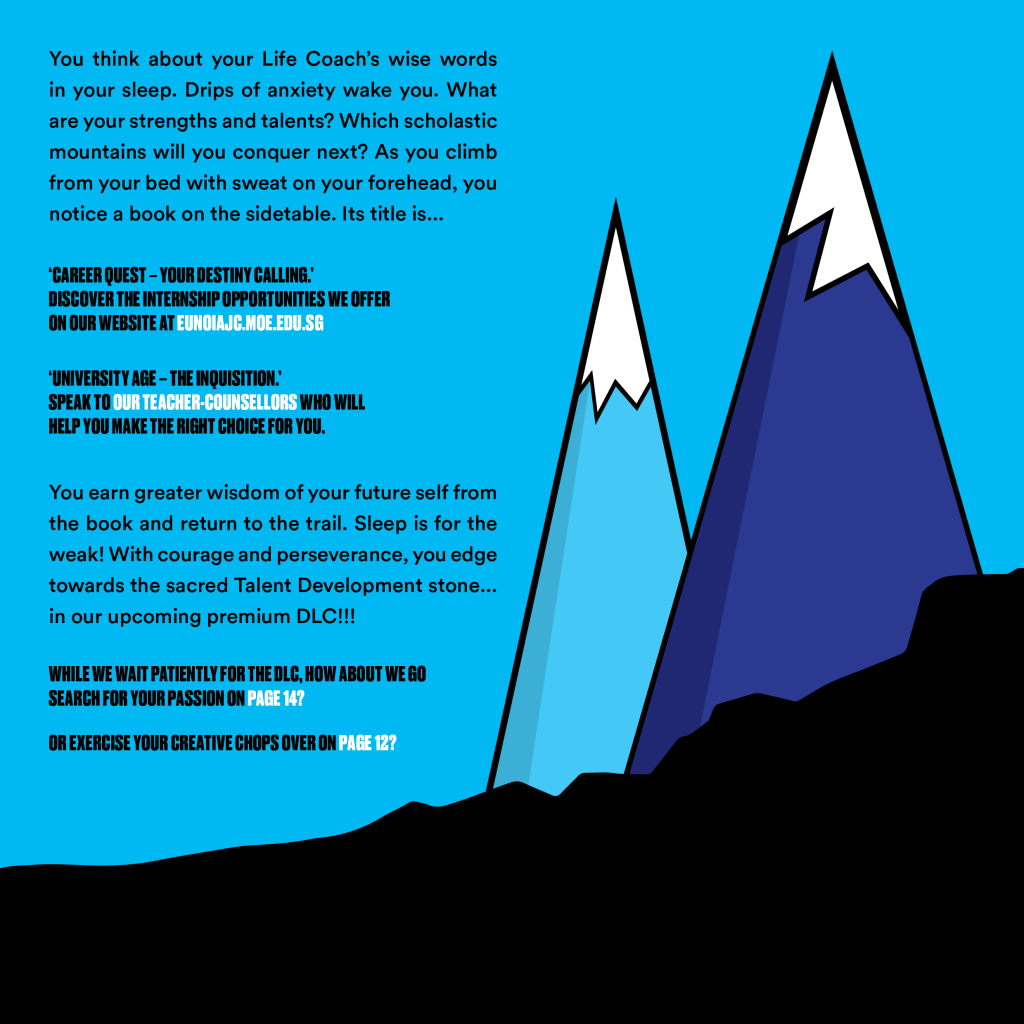 You think about your Life Coach’s wise words
in your sleep. Drips of anxiety wake you. What
are your strengths and talents? Which scholastic
mountains will you conquer next? As you climb
from your bed with sweat on your forehead, you
notice a book on the sidetable. Its title is...
‘CAREER QUEST – YOUR DESTINY CALLING.’
DISCOVER THE INTERNSHIP OPPORTUNITIES WE OFFER
ON OUR WEBSITE AT EUNOIAJC.MOE.EDU.SG
‘UNIVERSITY AGE – THE INQUISITION.’
SPEAK TO OUR TEACHER-COUNSELLORS WHO WILL
HELP YOU MAKE THE RIGHT CHOICE FOR YOU.
You earn greater wisdom of your future self from
the book and return to the trail. Sleep is for the
weak! With courage and perseverance, you edge
towards the sacred Talent Development stone...
in our upcoming premium DLC!!!
WHILE WE WAIT PATIENTLY FOR THE DLC, HOW ABOUT WE GO
SEARCH FOR YOUR PASSION ON PAGE 14?
OR EXERCISE YOUR CREATIVE CHOPS OVER ON PAGE 12?